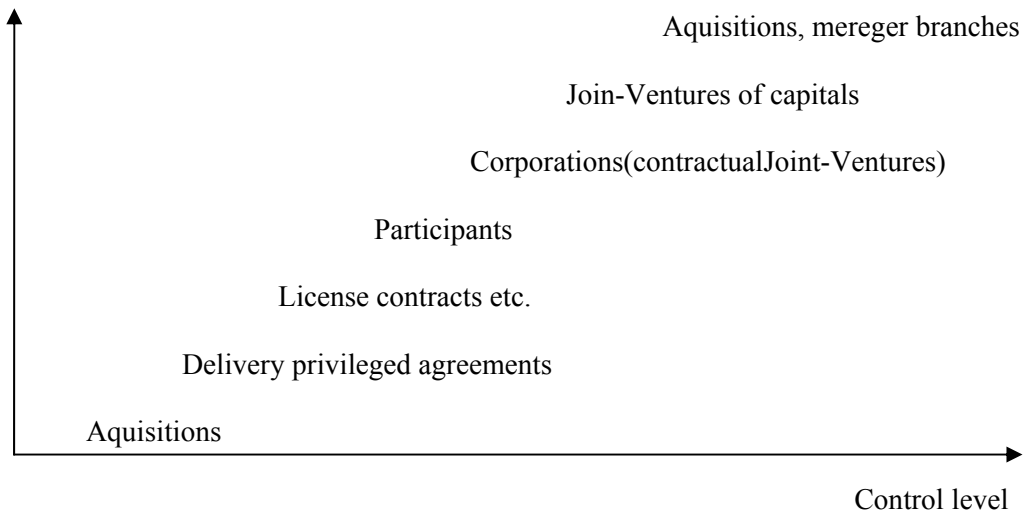 Aquisitions, mereger branches
Join-Ventures of capitals
Corporations(contractualJoint-Ventures)
Participants
License contracts etc.
Delivery privileged agreements
Aquisitions
Control level